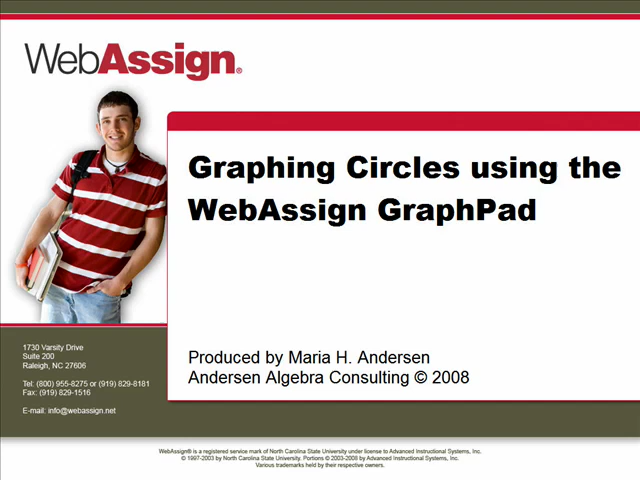 WebAssign®
Graphing Circles using the
WebAssign GraphPad
Produced by Maria H. Andersen
Andersen Algebra Consulting © 2008
1730 Varsity Drive
Suite 200
Raleigh, NC 27606
Tel: (800) 955-8275 or (919) 829-8181
Fax: (919) 829-1516
E-mail: info@webassign.net
WebAssign® is a registered service mark of North Carolina State University under license to Advanced Instructional Systems, Inc.
© 1997-2003 by North Carolina State University. Portions © 2003-2008 by Advanced Instructional Systems, Inc.
Various trademarks held by their respective owners.